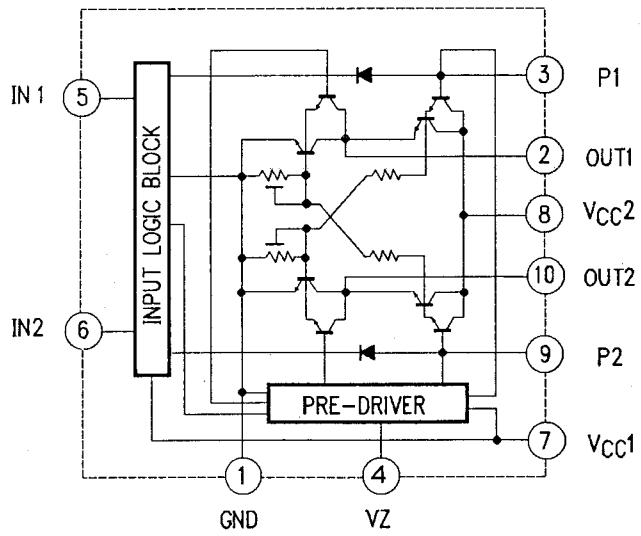 IN 1
5
3
P1
2
OUT1
8
VCC2
INPUT LOGIC BLOCK
10
OUT2
IN2
6
9
P2
PRE-DRIVER
7
VCC1
1
4
GND
VZ